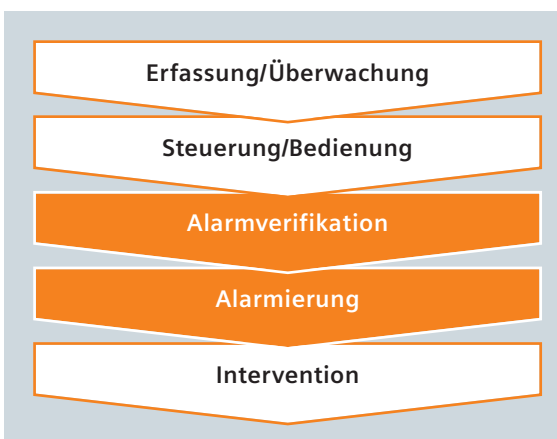 Erfassung/Überwachung
Steuerung/Bedienung
Alarmverifikation
Alarmierung
Intervention